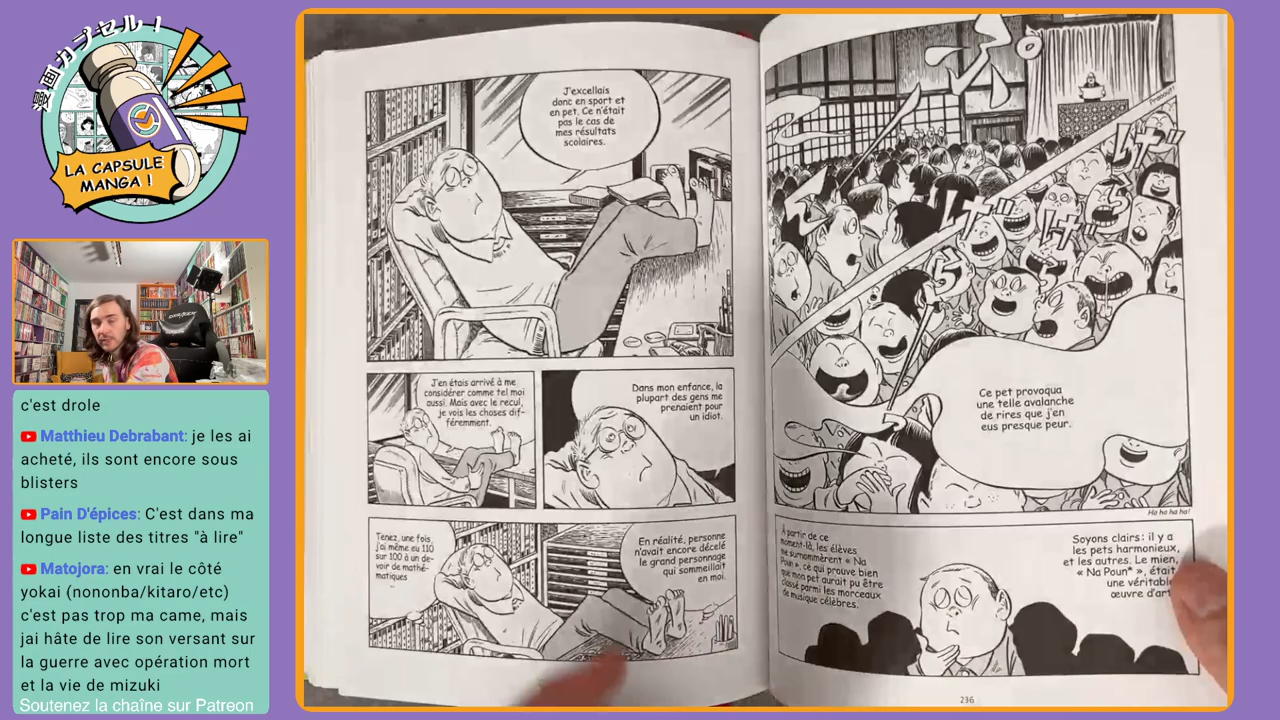 漫画カプセル!
LA CAPSULE
MANGA !
c'est drole
Matthieu Debrabant: je les ai
acheté, ils sont encore sous
blisters
Pain D'épices: C'est dans ma
longue liste des titres "à lire"
Matojora: en vrai le côté
yokai (nononba/kitaro/etc)
c'est pas trop ma came, mais
jai hâte de lire son versant sur
la guerre avec opération mort
et la vie de mizuki
Soutenez la chaîne sur Patreon
J'excellais
donc en sport et
en pet. Ce n'était
pas le cas de
mes résultats
scolaires.
J'en étais arrivé à me
considérer comme tel moi
aussi. Mais avec le recul,
je vois les choses dif-
féremment.
Dans mon enfance, la
plupart des gens me
prenaient pour
un idiot.
Tenez, une fois,
j'ai même eu 110
sur 100 à un de-
voir de mathé-
matiques
...
En réalité, personne
n'avait encore décelé
le grand personnage
qui sommeillait
en moi.
Ce pet provoqua
une telle avalanche
de rires que j'en
eus presque peur.
Ha ha ha ha!
À partir de ce
moment-là, les élèves
me surnommèrent « Na
Poun », ce qui prouve bien
que mon pet aurait pu être
classé parmi les morceaux
de musique célèbres.
Soyons clairs : il y a
les pets harmonieux,
et les autres. Le mien,
« Na Poun* », était
une véritable
œuvre d'art
236